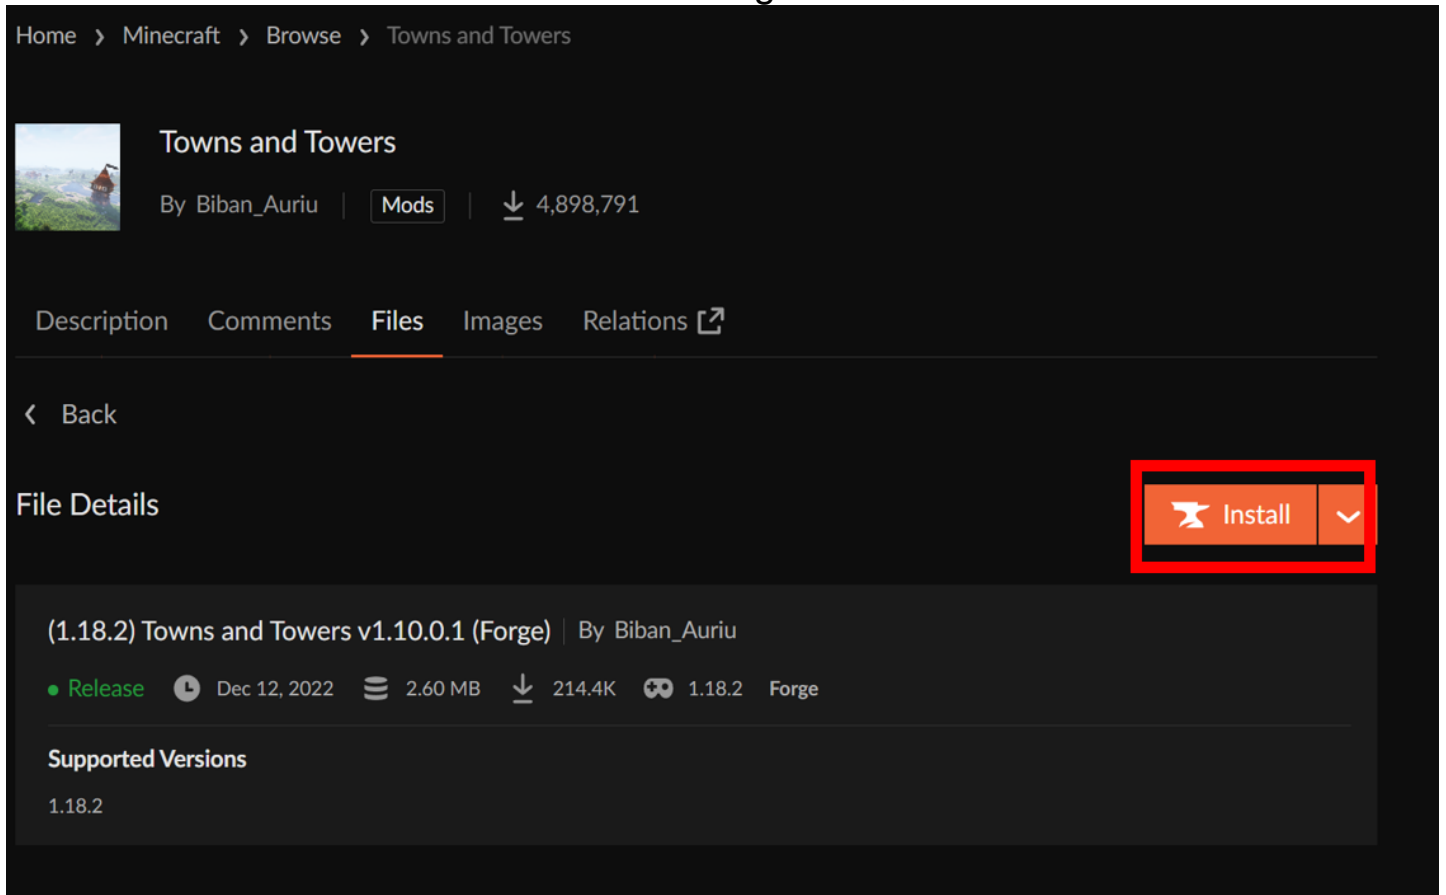 Home › Minecraft › Browse › Towns and Towers
Towns and Towers
By Biban_Auriu | Mods | 4,898,791
Description Comments Files Images Relations
‹ Back
File Details
Install
(1.18.2) Towns and Towers v1.10.0.1 (Forge) | By Biban_Auriu
• Release Dec 12, 2022 2.60 MB 214.4K 1.18.2 Forge
Supported Versions
1.18.2